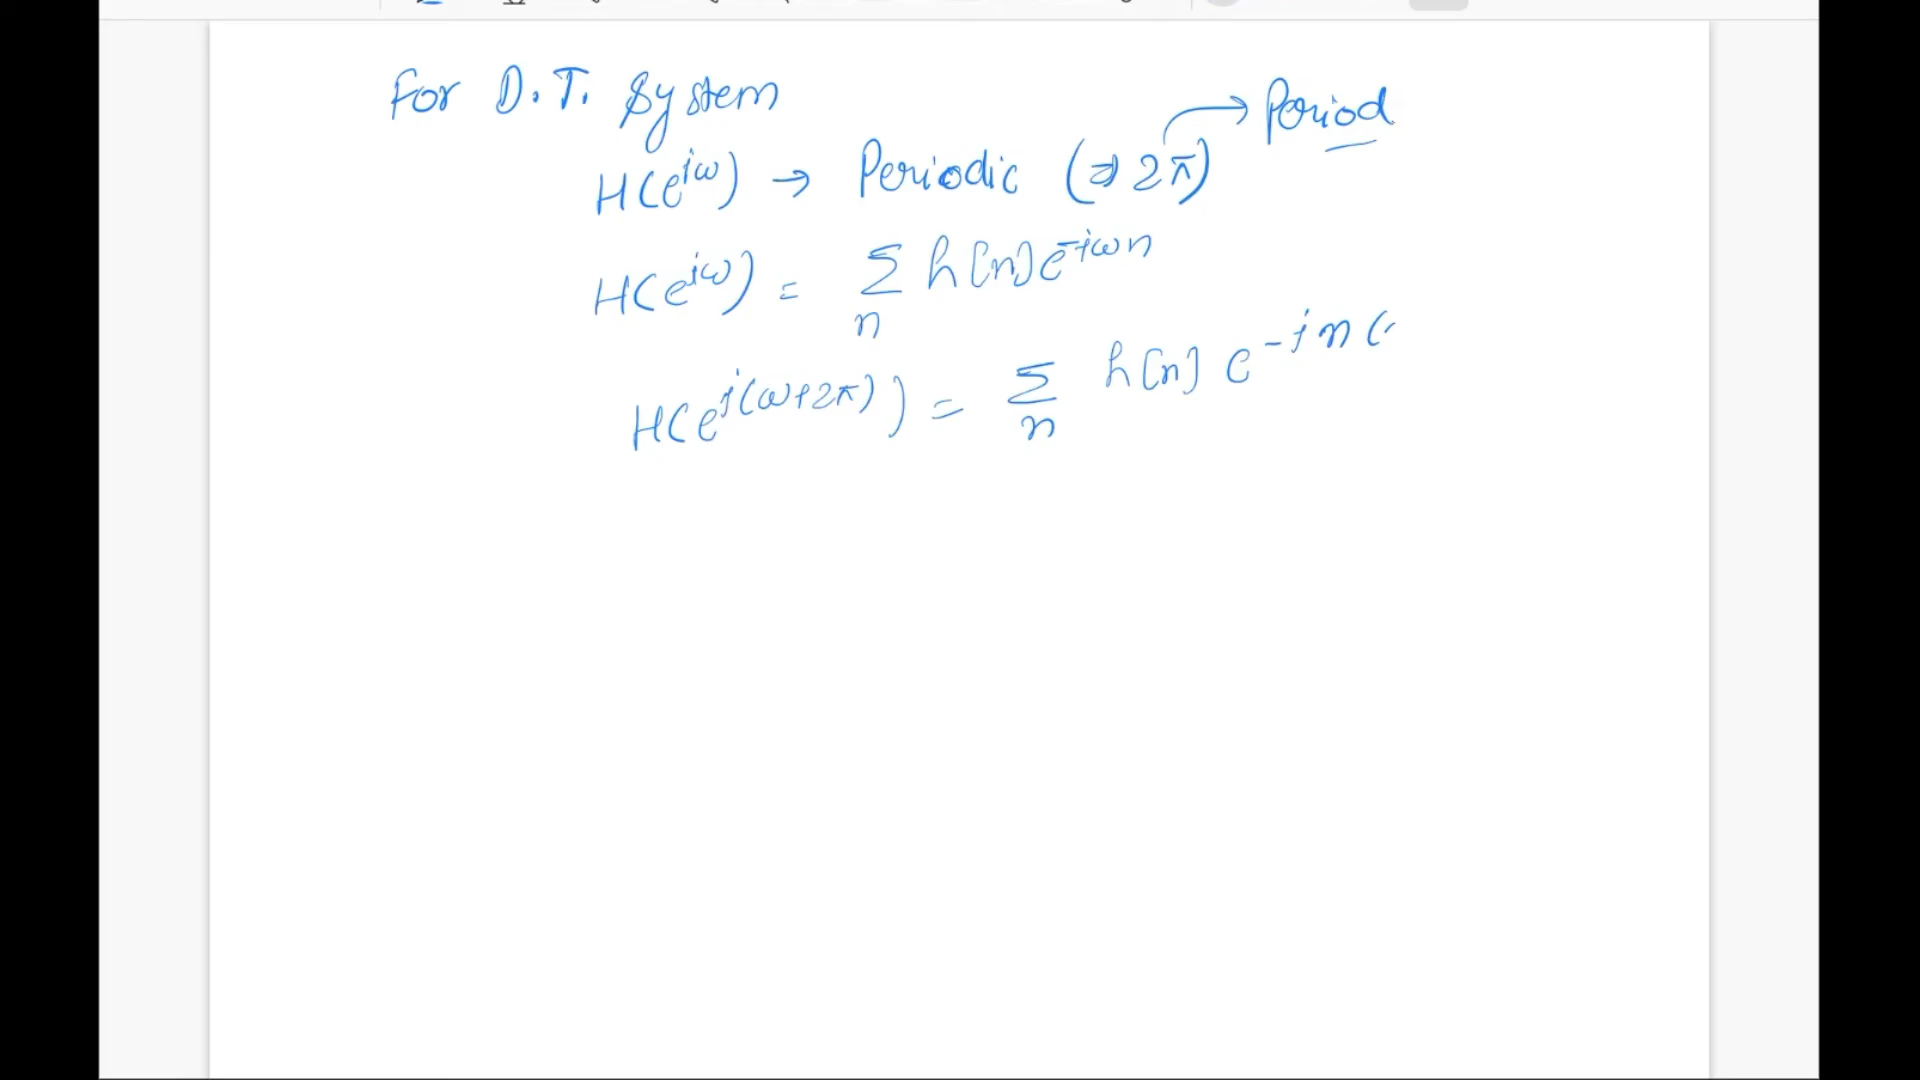 For D.T. System
Period
H(e^{jω}) → Periodic (⇒ 2π)
H(e^{jω}) = Σ_n h[n] e^{-jωn}
H(e^{j(ω+2π)}) = Σ_n h[n] e^{-jn(